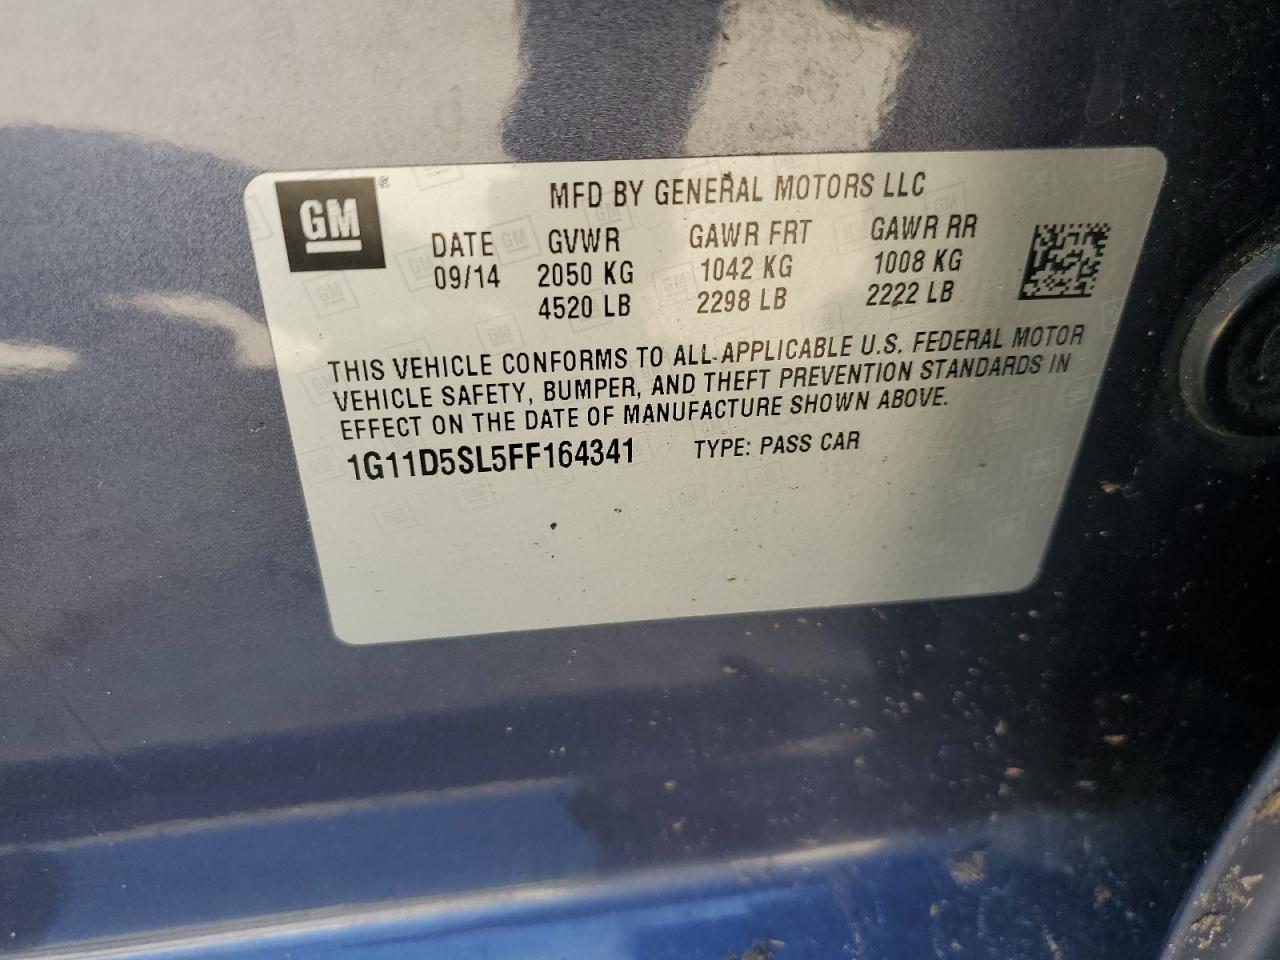 GM ®
MFD BY GENERAL MOTORS LLC
DATE GVWR GAWR FRT GAWR RR
09/14 2050 KG 1042 KG 1008 KG
4520 LB 2298 LB 2222 LB
THIS VEHICLE CONFORMS TO ALL APPLICABLE U.S. FEDERAL MOTOR
VEHICLE SAFETY, BUMPER, AND THEFT PREVENTION STANDARDS IN
EFFECT ON THE DATE OF MANUFACTURE SHOWN ABOVE.
1G11D5SL5FF164341 TYPE: PASS CAR